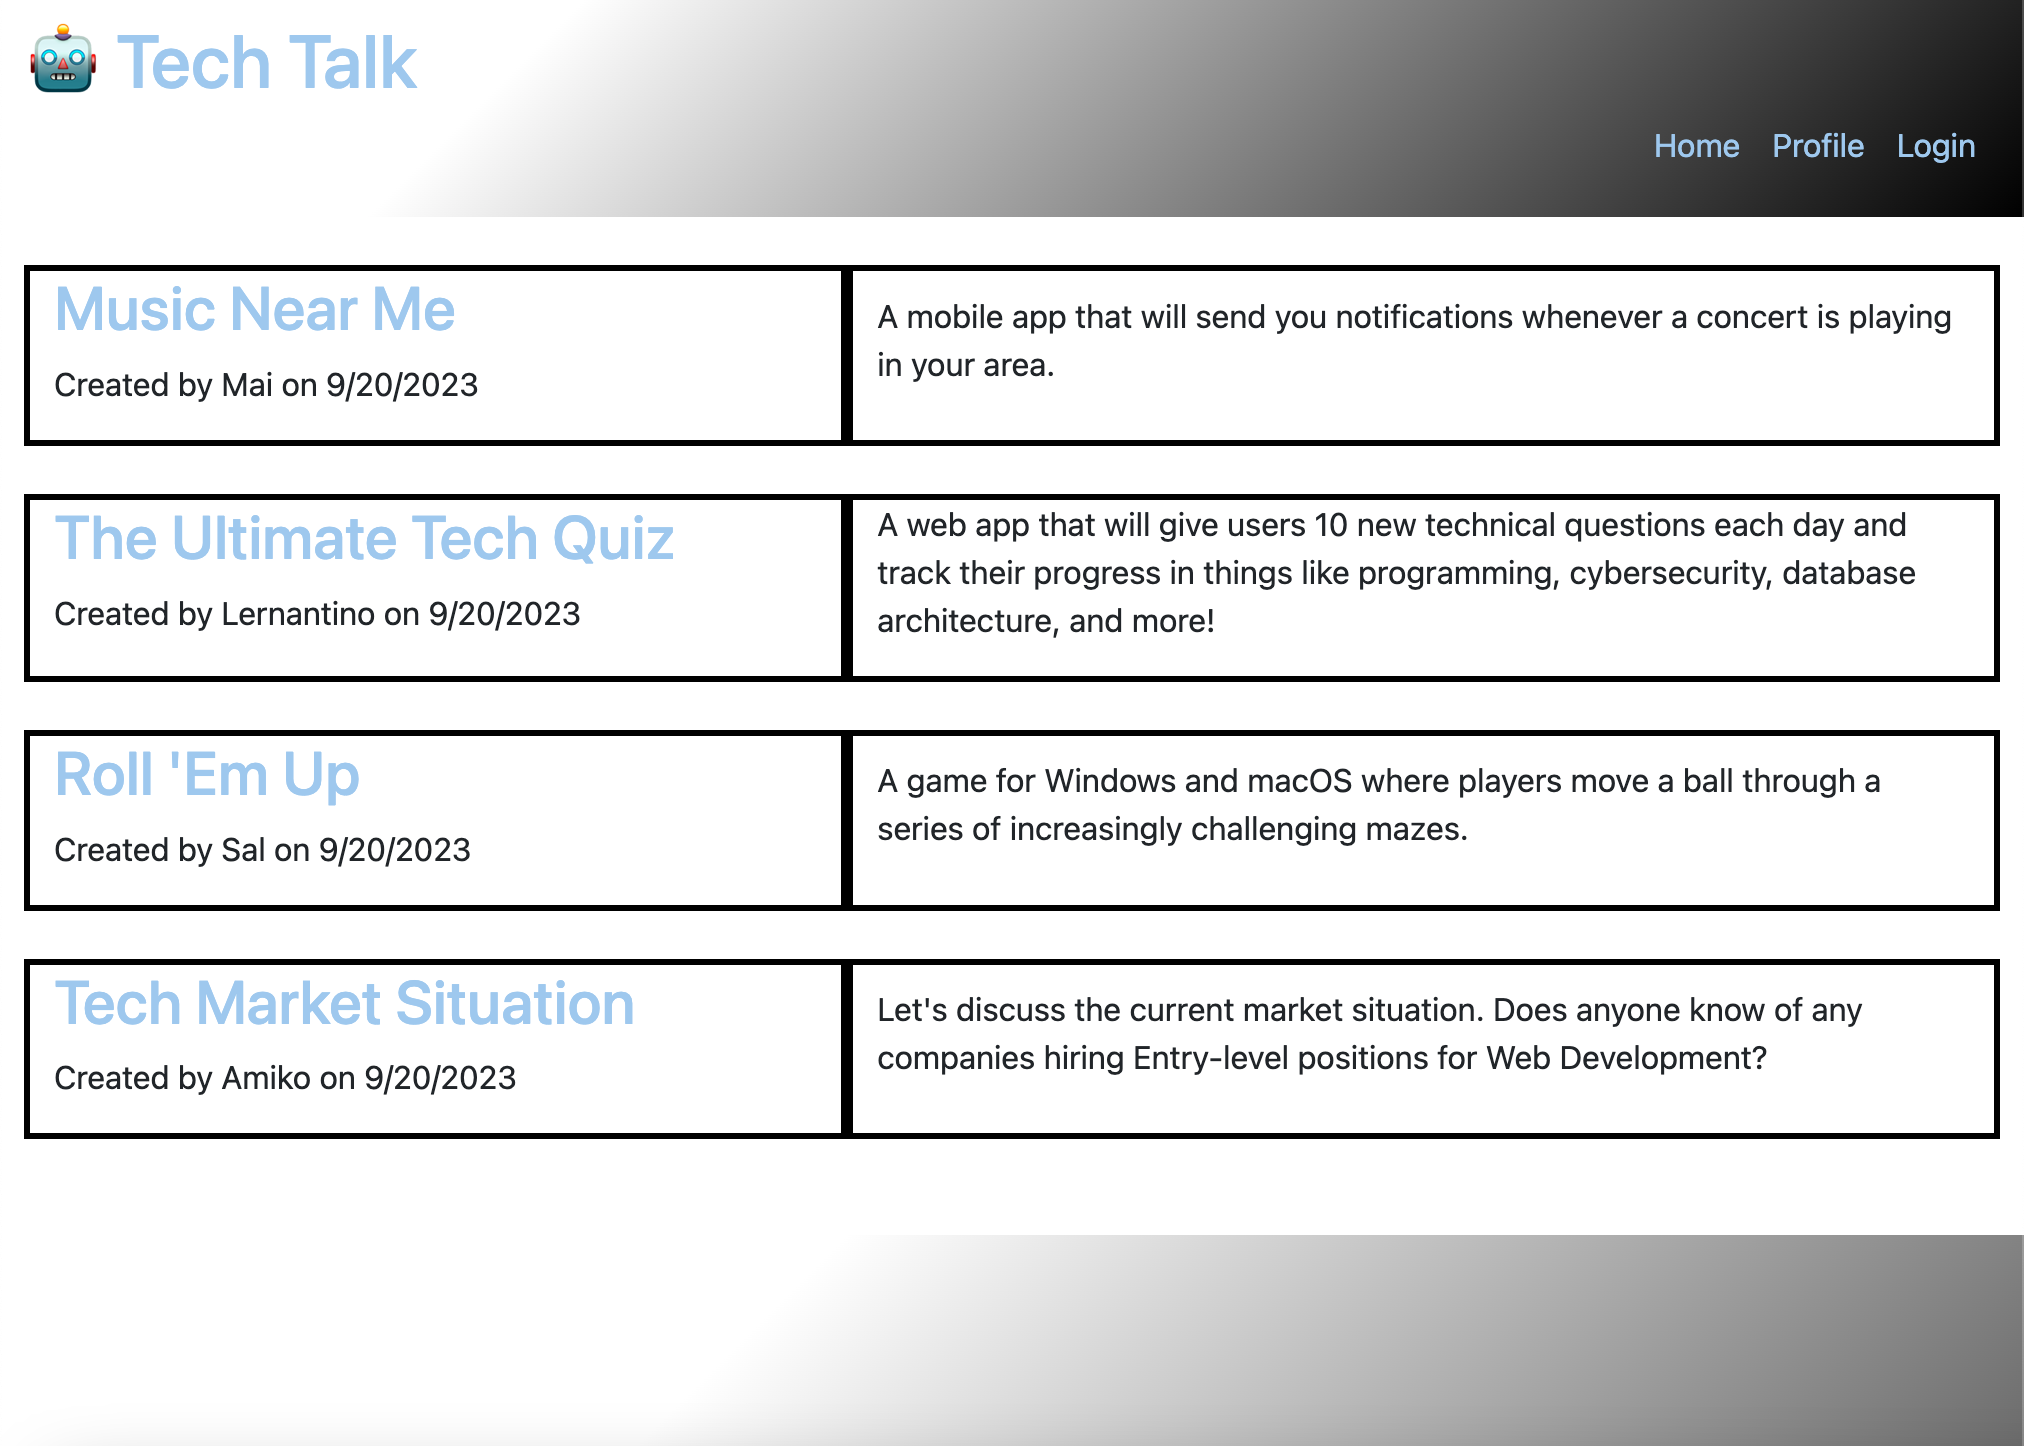 Tech Talk
Home Profile Login
Music Near Me
Created by Mai on 9/20/2023
A mobile app that will send you notifications whenever a concert is playing
in your area.
The Ultimate Tech Quiz
Created by Lernantino on 9/20/2023
A web app that will give users 10 new technical questions each day and
track their progress in things like programming, cybersecurity, database
architecture, and more!
Roll 'Em Up
Created by Sal on 9/20/2023
A game for Windows and macOS where players move a ball through a
series of increasingly challenging mazes.
Tech Market Situation
Created by Amiko on 9/20/2023
Let's discuss the current market situation. Does anyone know of any
companies hiring Entry-level positions for Web Development?